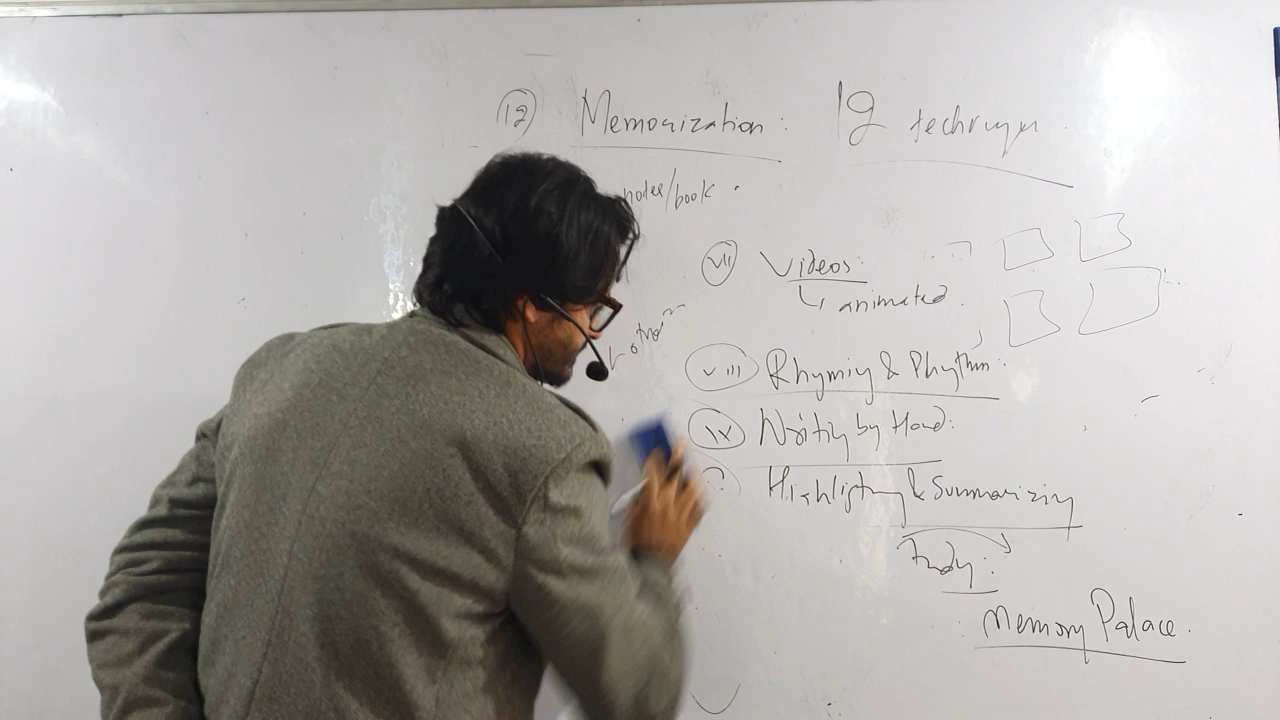 12 Memorization: 12 techniques
notes/book
vii Videos:
↳ animated
viii Rhyming & Rhythm:
ix Writing by Hand:
Highlighting & Summarizing
Memory Palace.